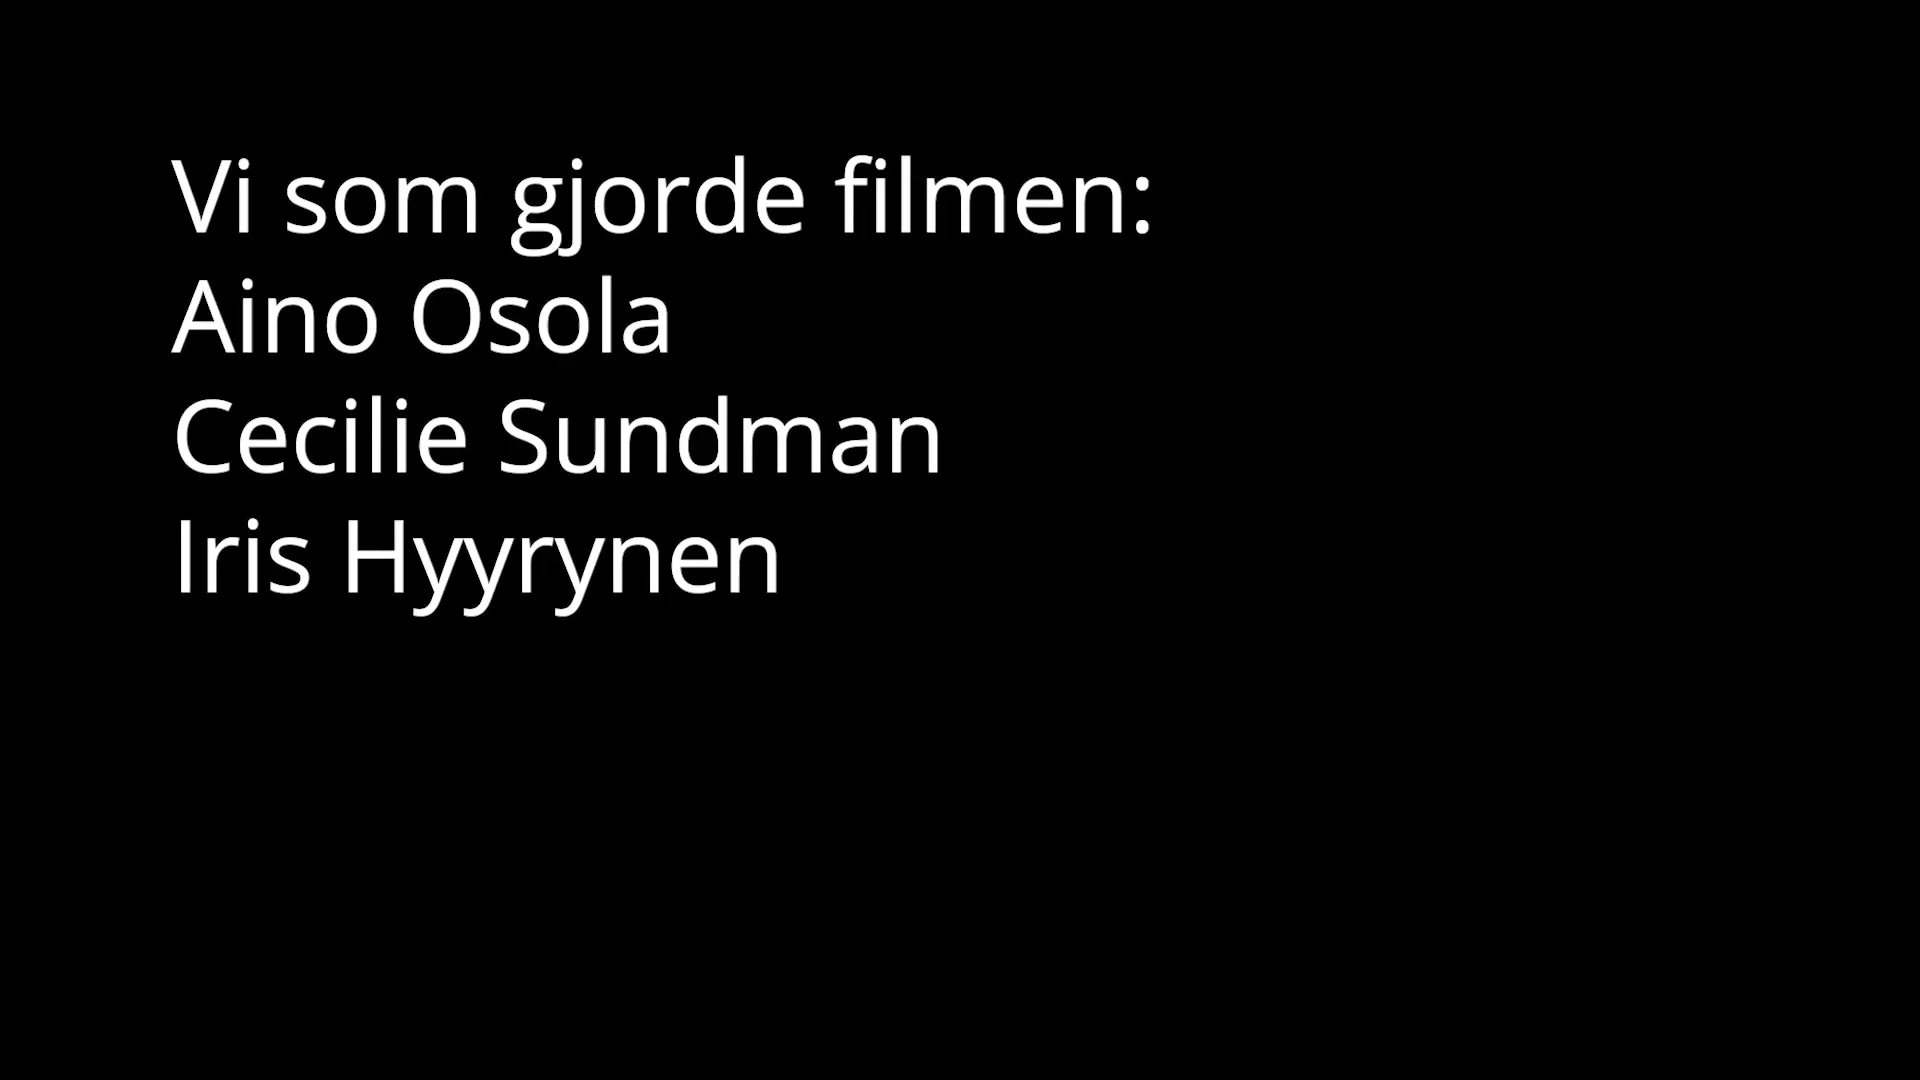 Vi som gjorde filmen:
Aino Osola
Cecilie Sundman
Iris Hyyrynen